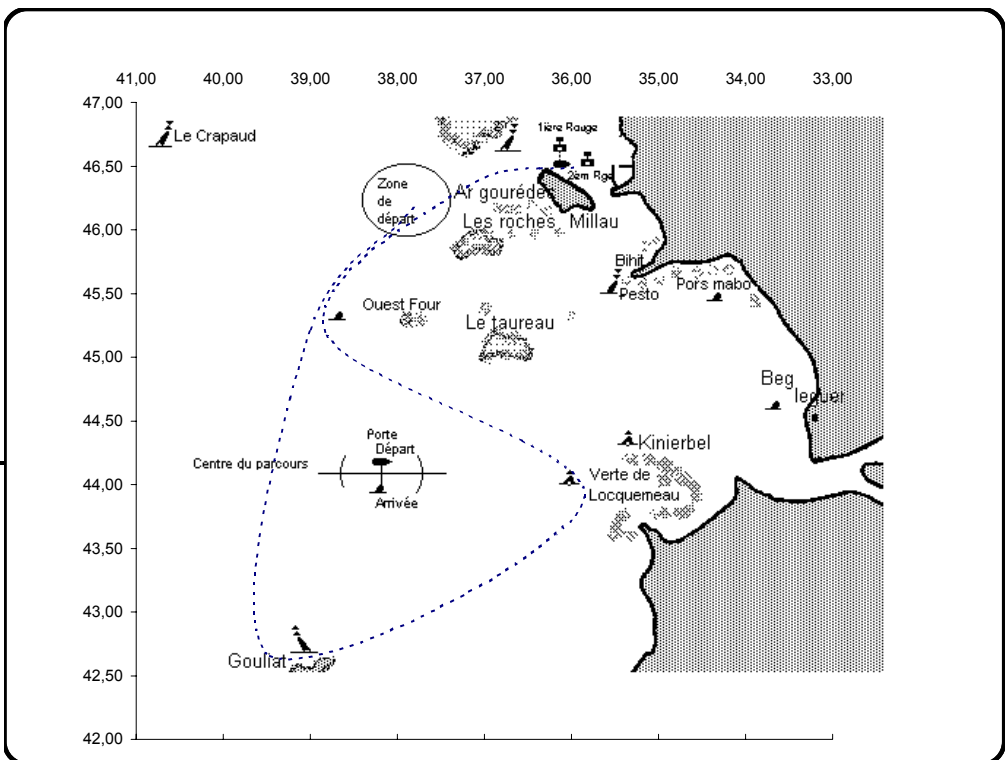 41,00 40,00 39,00 38,00 37,00 36,00 35,00 34,00 33,00
47,00
Le Crapaud
1ière Rouge
46,50
2èm Rge
Zone
de
départ
Ar gouréder
46,00
Les roches
Millau
Bihit
45,50
Pesto
Pors mabo
Ouest Four
Le taureau
45,00
Beg
leguer
44,50
Porte
Départ
Kinierbel
Centre du parcours
44,00
Arrivée
Verte de
Locquemeau
43,50
43,00
Gouliat
42,50
42,00